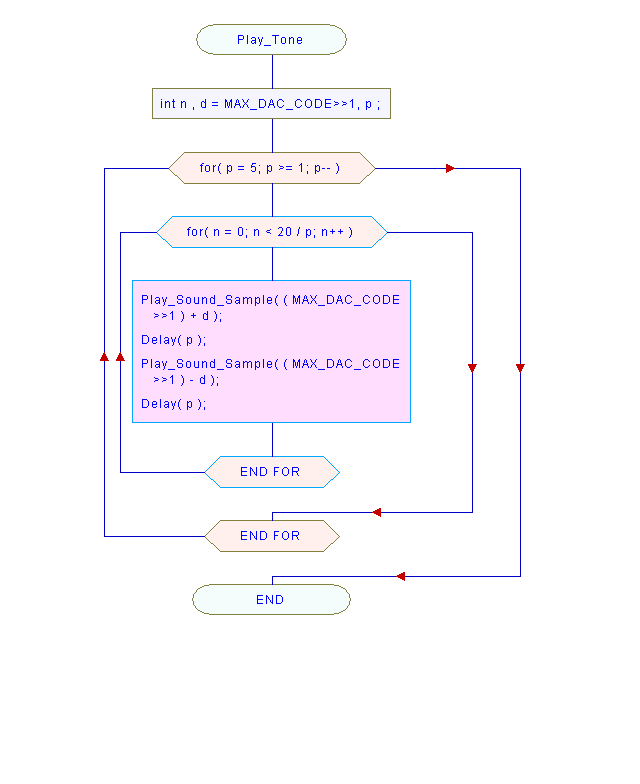 Play_Tone
int n , d = MAX_DAC_CODE>>1, p ;
for( p = 5; p >= 1; p-- )
for( n = 0; n < 20 / p; n++ )
Play_Sound_Sample( ( MAX_DAC_CODE
>>1 ) + d );
Delay( p );
Play_Sound_Sample( ( MAX_DAC_CODE
>>1 ) - d );
Delay( p );
END FOR
END FOR
END